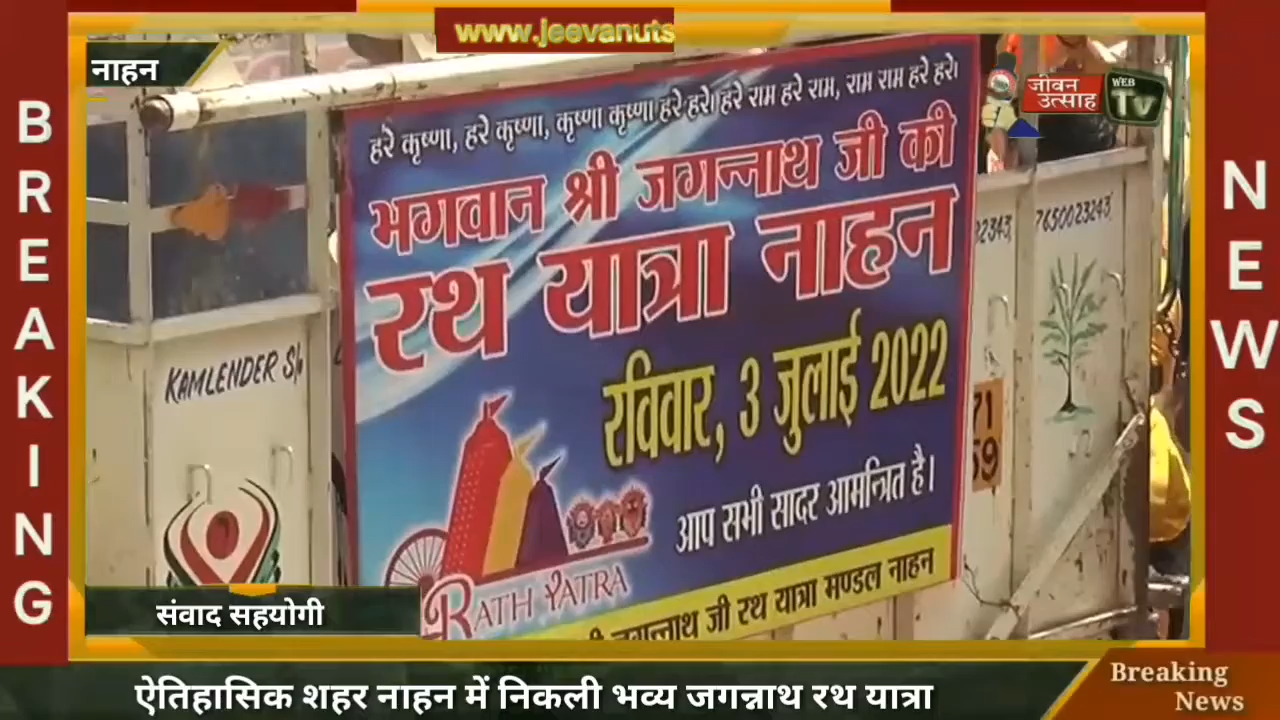 www.jeevanuts
नाहन
BREAKING
NEWS
जीवन
उत्साह
WEB
TV
हरे कृष्णा, हरे कृष्णा, कृष्णा कृष्णा हरे हरे। हरे राम हरे राम, राम राम हरे हरे।
भगवान श्री जगन्नाथ जी की
रथ यात्रा नाहन
रविवार, 3 जुलाई 2022
आप सभी सादर आमन्त्रित है।
RATH YATRA
जगन्नाथ जी रथ यात्रा मण्डल नाहन
KAMLENDER S/o
7650023243
संवाद सहयोगी
ऐतिहासिक शहर नाहन में निकली भव्य जगन्नाथ रथ यात्रा
Breaking
News